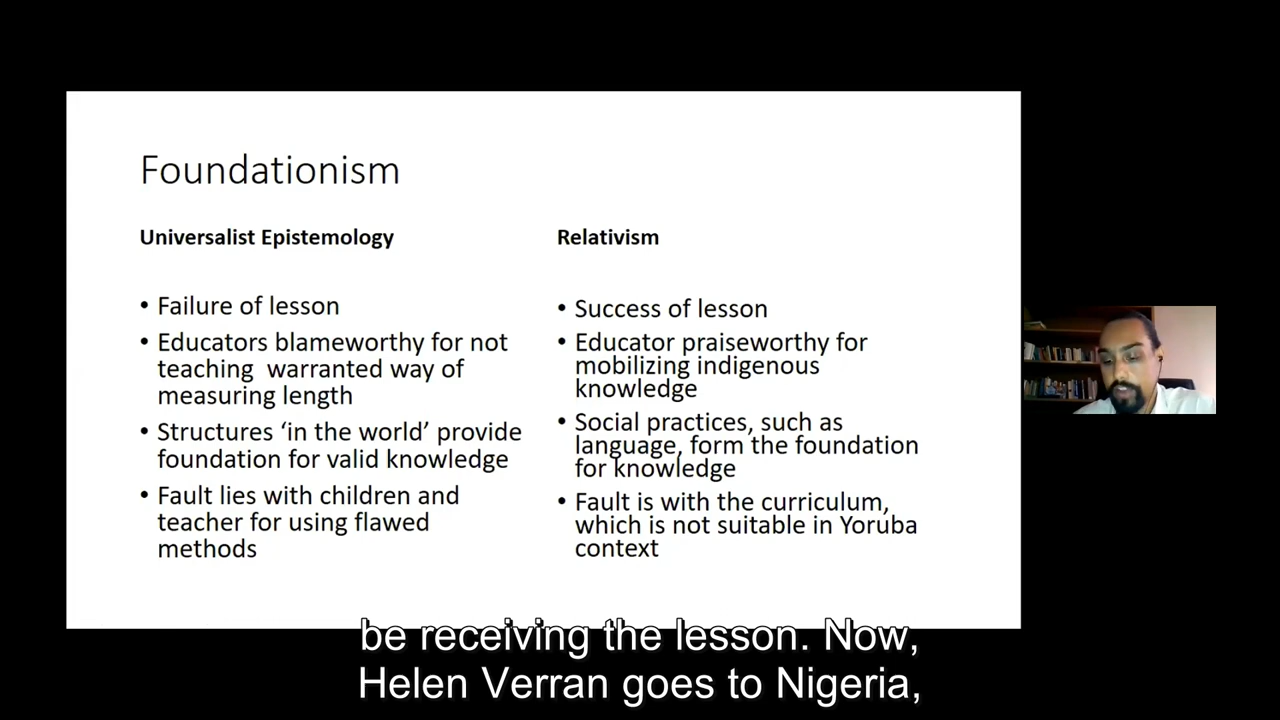 Foundationism
Universalist Epistemology
• Failure of lesson
• Educators blameworthy for not
teaching warranted way of
measuring length
• Structures ‘in the world’ provide
foundation for valid knowledge
• Fault lies with children and
teacher for using flawed
methods
Relativism
• Success of lesson
• Educator praiseworthy for
mobilizing indigenous
knowledge
• Social practices, such as
language, form the foundation
for knowledge
• Fault is with the curriculum,
which is not suitable in Yoruba
context
be receiving the lesson. Now,
Helen Verran goes to Nigeria,